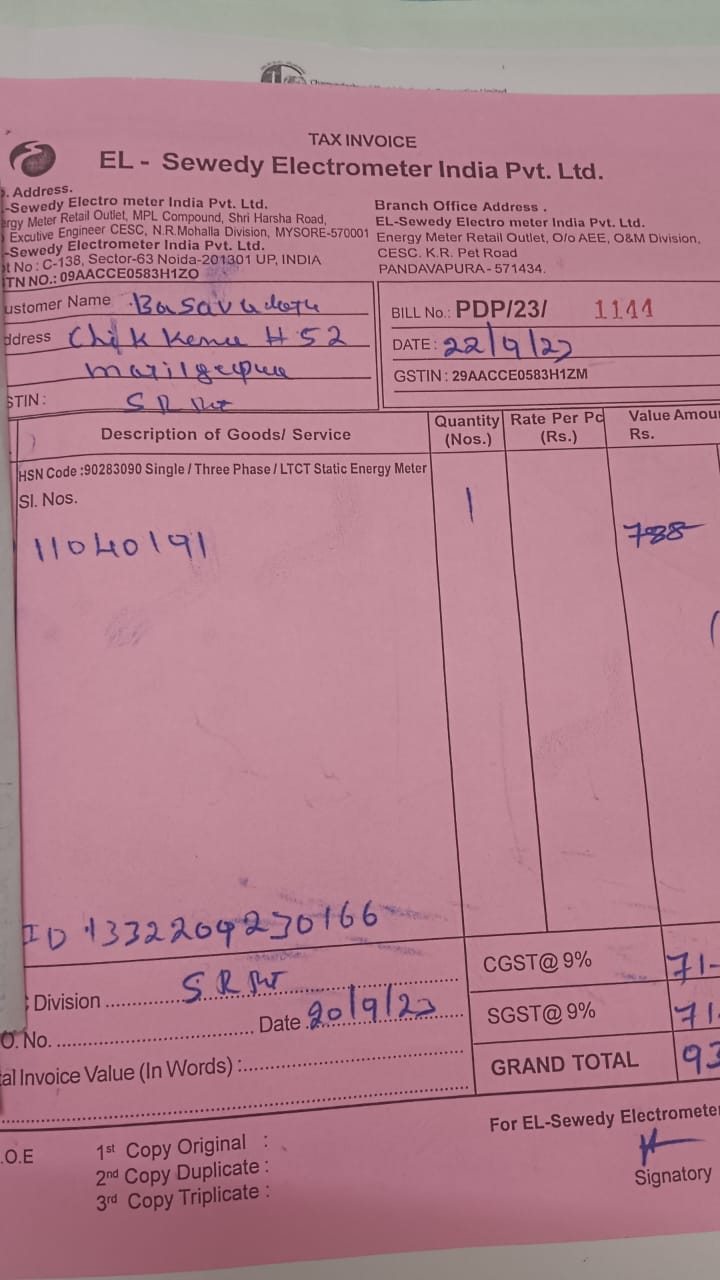 TAX INVOICE
EL - Sewedy Electrometer India Pvt. Ltd.
. Address.
-Sewedy Electro meter India Pvt. Ltd.
ergy Meter Retail Outlet, MPL Compound, Shri Harsha Road,
Excutive Engineer CESC, N.R.Mohalla Division, MYSORE-570001
-Sewedy Electrometer India Pvt. Ltd.
t No : C-138, Sector-63 Noida-201301 UP, INDIA
TN NO.: 09AACCE0583H1ZO
Branch Office Address .
EL-Sewedy Electro meter India Pvt. Ltd.
Energy Meter Retail Outlet, O/o AEE, O&M Division,
CESC. K.R. Pet Road
PANDAVAPURA - 571434.
ustomer Name
ddress H 52
STIN :
BILL No.: PDP/23/ 1144
DATE : 22/9/23
GSTIN : 29AACCE0583H1ZM
Description of Goods/ Service
Quantity (Nos.)
Rate Per Pc (Rs.)
Value Amou Rs.
HSN Code :90283090 Single / Three Phase / LTCT Static Energy Meter
Sl. Nos.
1
11040191
788-
ID 1332209230166
CGST@ 9% 71-
: Division
SGST@ 9% 71
O. No. Date 20/9/23
GRAND TOTAL 93
al Invoice Value (In Words) :
For EL-Sewedy Electrometer
.O.E
1st Copy Original :
2nd Copy Duplicate :
3rd Copy Triplicate :
Signatory